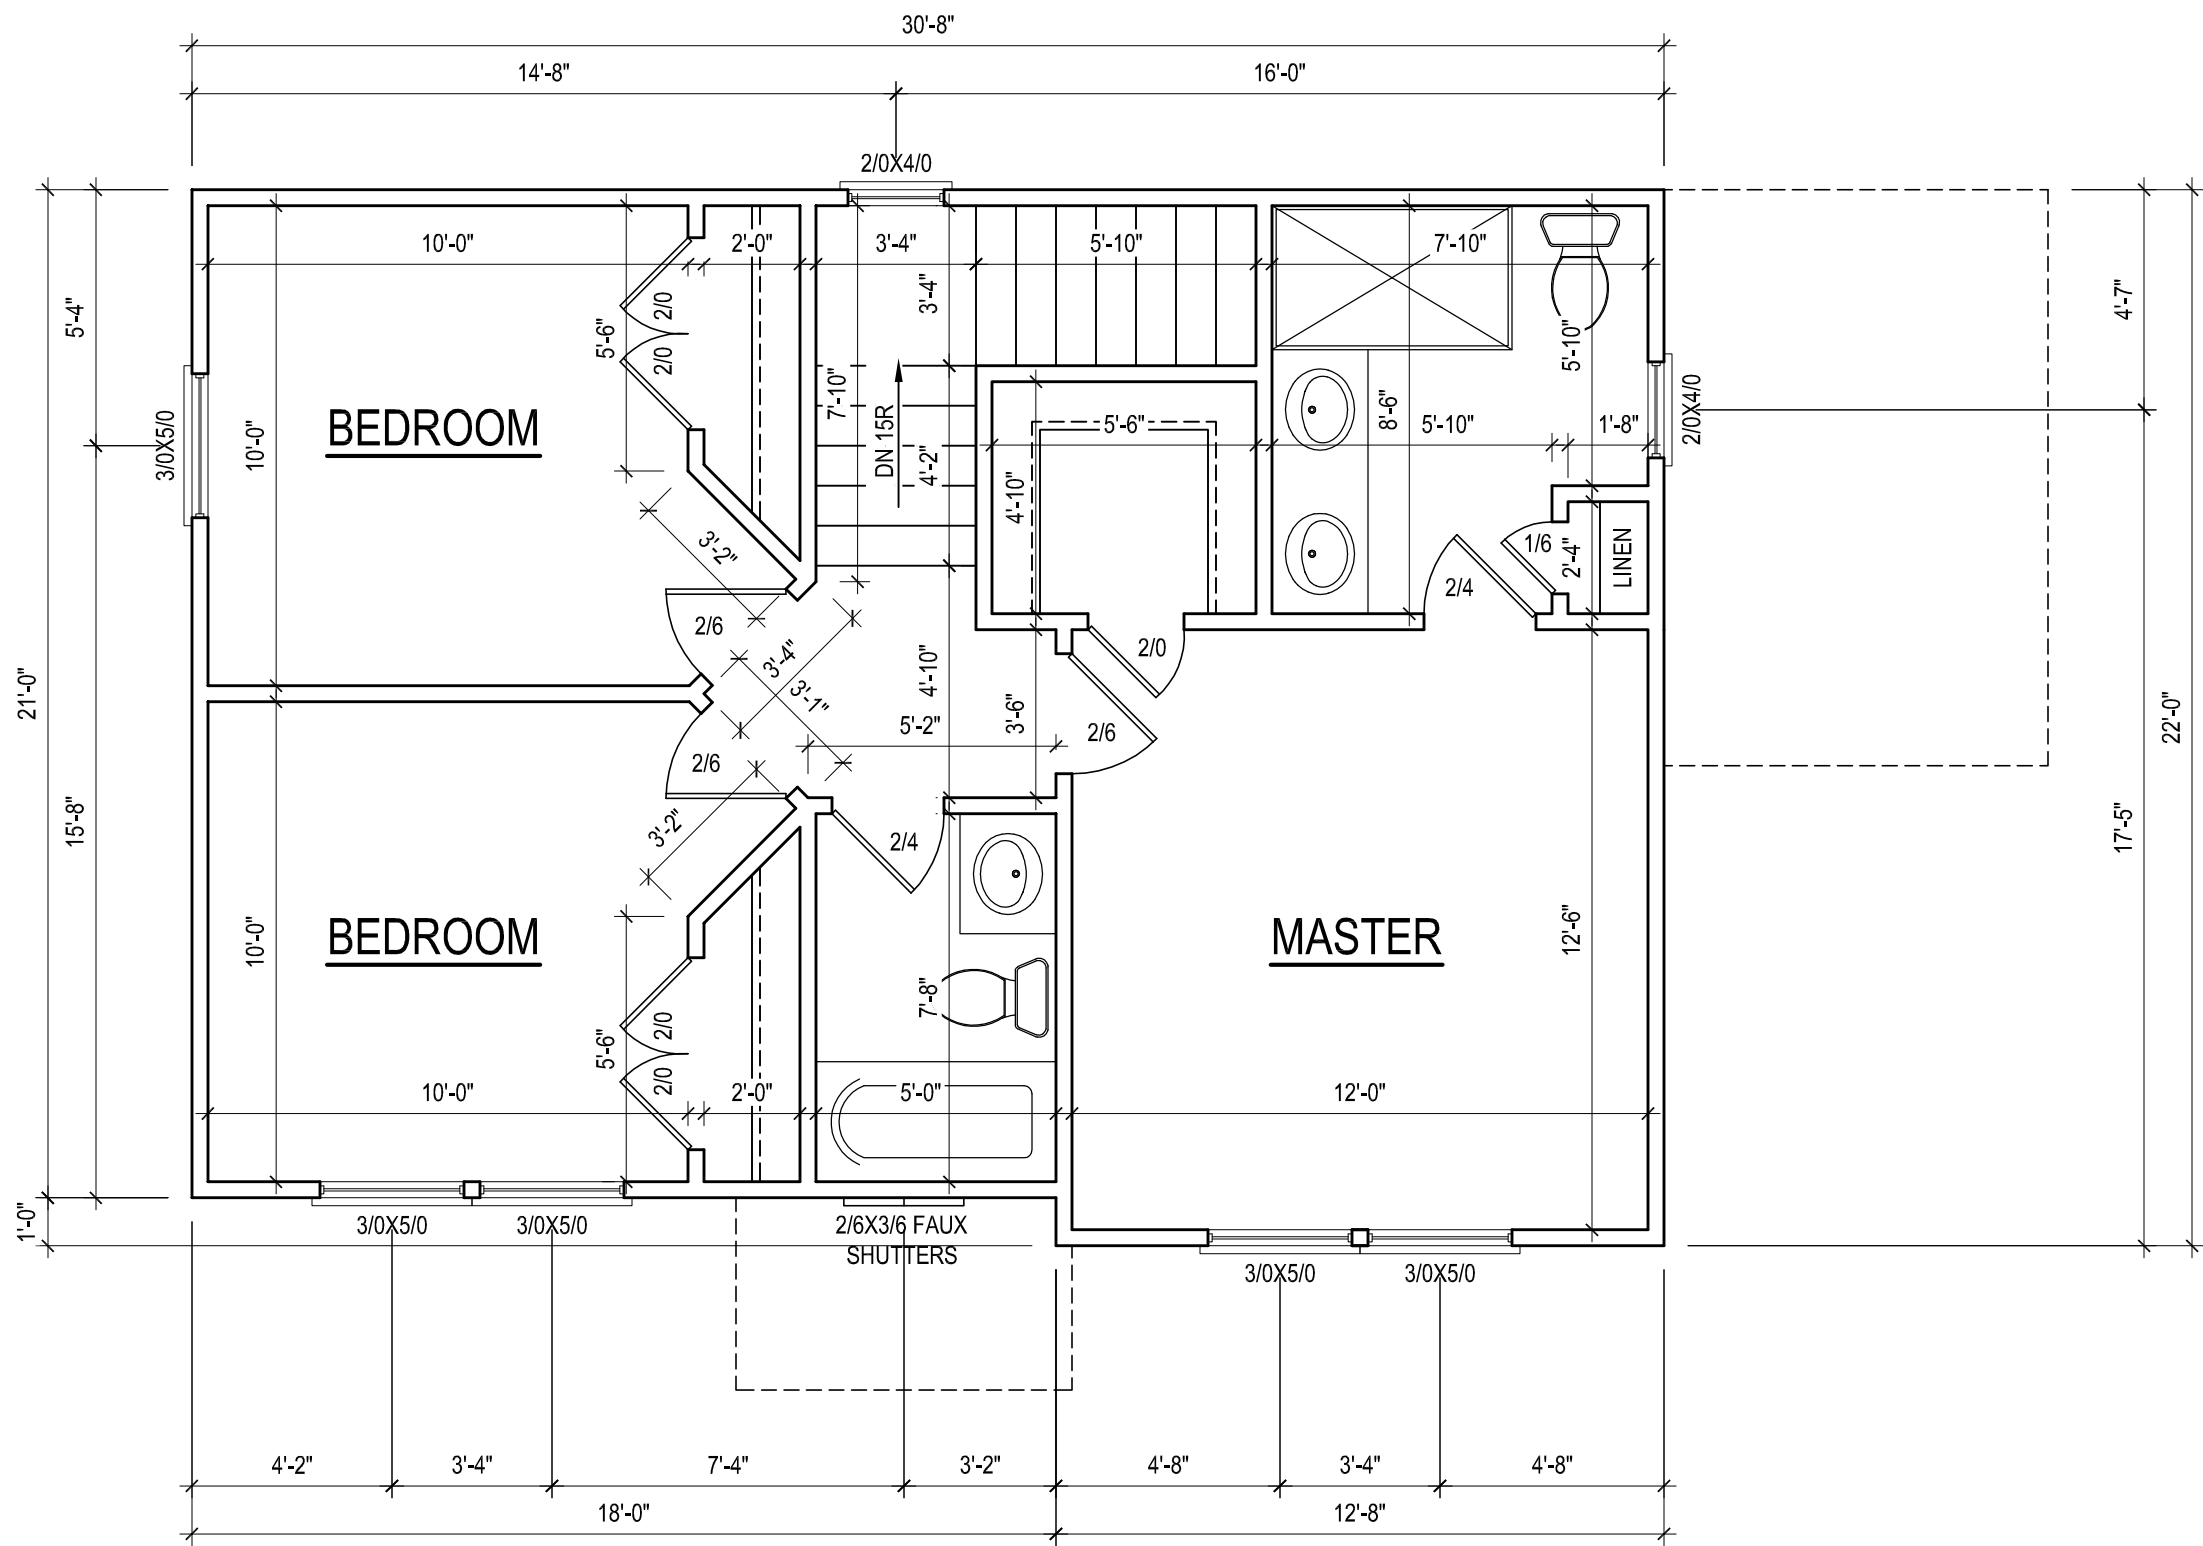 30'-8"
14'-8" 16'-0"
2/0X4/0
10'-0" 2'-0" 3'-4" 5'-10" 7'-10"
3'-4"
5'-4"
4'-7"
2/0
2/0
5'-6"
5'-10"
7'-10"
DN 15R
4'-2"
5'-6"
8'-6"
5'-10"
1'-8"
2/0X4/0
3/0X5/0
10'-0"
BEDROOM
4'-10"
3'-2"
1/6
2'-4"
LINEN
2/4
2/6
2/0
3'-4"
3'-1"
4'-10"
3'-6"
5'-2"
2/6
2/6
21'-0"
22'-0"
15'-8"
17'-5"
3'-2"
2/4
10'-0"
BEDROOM
MASTER
12'-6"
7'-8"
5'-6"
2/0
2/0
10'-0" 2'-0" 5'-0" 12'-0"
1'-0"
3/0X5/0 3/0X5/0
2/6X3/6 FAUX
SHUTTERS
3/0X5/0 3/0X5/0
4'-2" 3'-4" 7'-4" 3'-2" 4'-8" 3'-4" 4'-8"
18'-0" 12'-8"